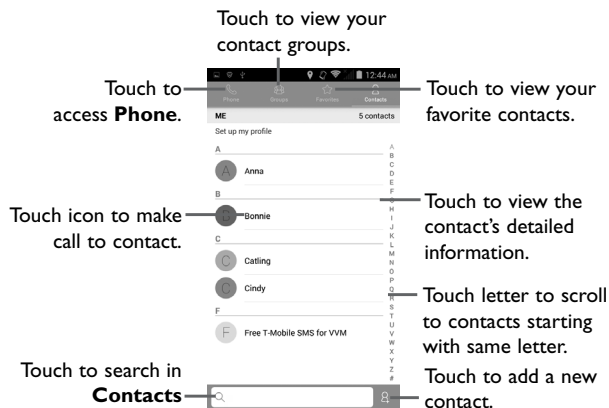 Touch to view your
contact groups.
12:44 AM
Touch to
access Phone.
Phone
Groups
Favorites
Contacts
Touch to view your
favorite contacts.
ME
5 contacts
Set up my profile
A
A Anna
B
Bonnie
Touch icon to make
call to contact.
Touch to view the
contact's detailed
information.
C
C Catling
C Cindy
F
F Free T-Mobile SMS for VVM
A
B
C
D
E
F
G
H
I
J
K
L
M
N
O
P
Q
R
S
T
U
V
W
X
Y
Z
#
Touch letter to scroll
to contacts starting
with same letter.
Touch to search in
Contacts
Touch to add a new
contact.